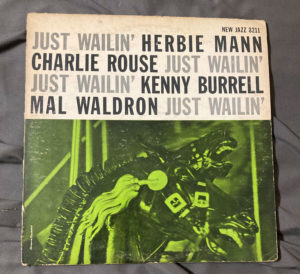 NEW JAZZ 8211
JUST WAILIN' HERBIE MANN
CHARLIE ROUSE JUST WAILIN'
JUST WAILIN' KENNY BURRELL
MAL WALDRON JUST WAILIN'